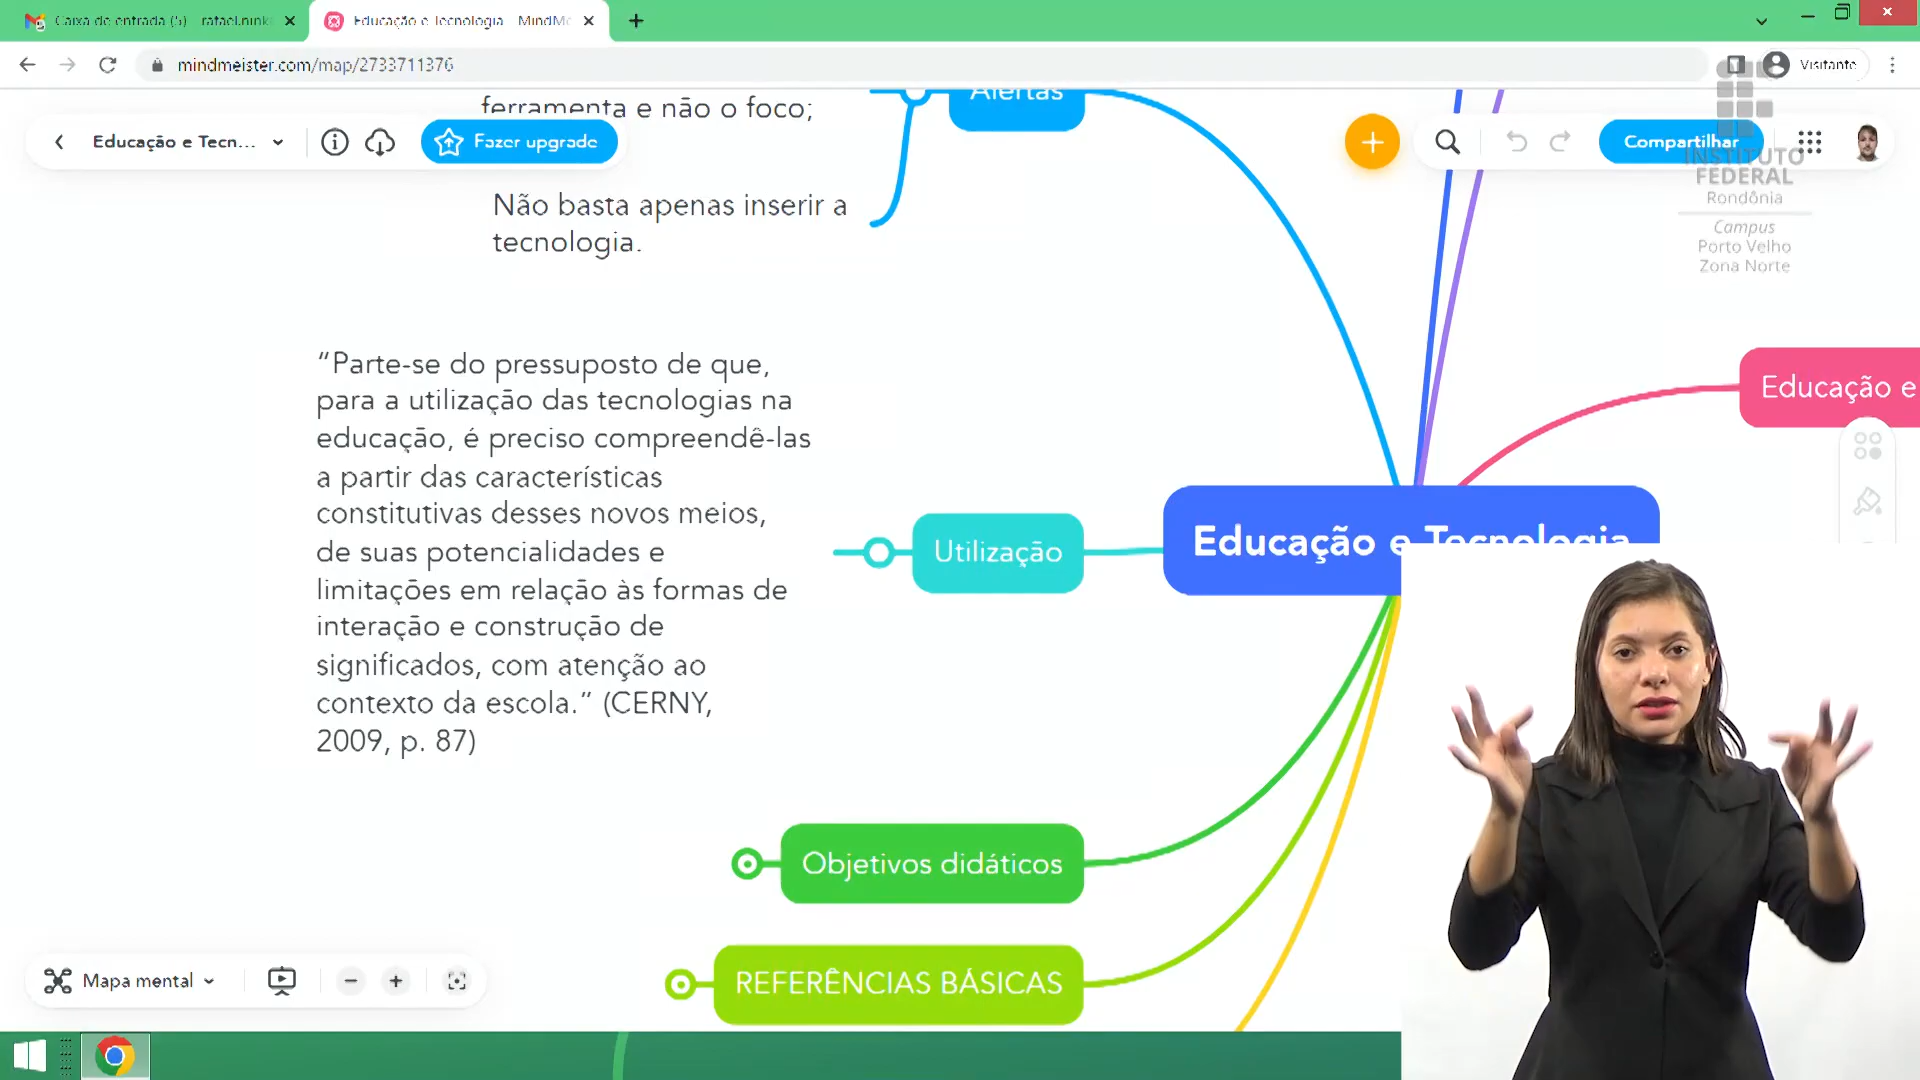 Caixa de entrada (5)
Educação e Tecnologia
mindmeister.com/map/2733711376
Visitante
ferramenta e não o foco;
Alertas
Educação e Tecn...
Fazer upgrade
Compartilhar
INSTITUTO
FEDERAL
Rondônia
Campus
Porto Velho
Zona Norte
Não basta apenas inserir a
tecnologia.
“Parte-se do pressuposto de que,
para a utilização das tecnologias na
educação, é preciso compreendê-las
a partir das características
constitutivas desses novos meios,
de suas potencialidades e
limitações em relação às formas de
interação e construção de
significados, com atenção ao
contexto da escola.” (CERNY,
2009, p. 87)
Educação e
Utilização
Educação e Tecnologia
Objetivos didáticos
REFERÊNCIAS BÁSICAS
Mapa mental